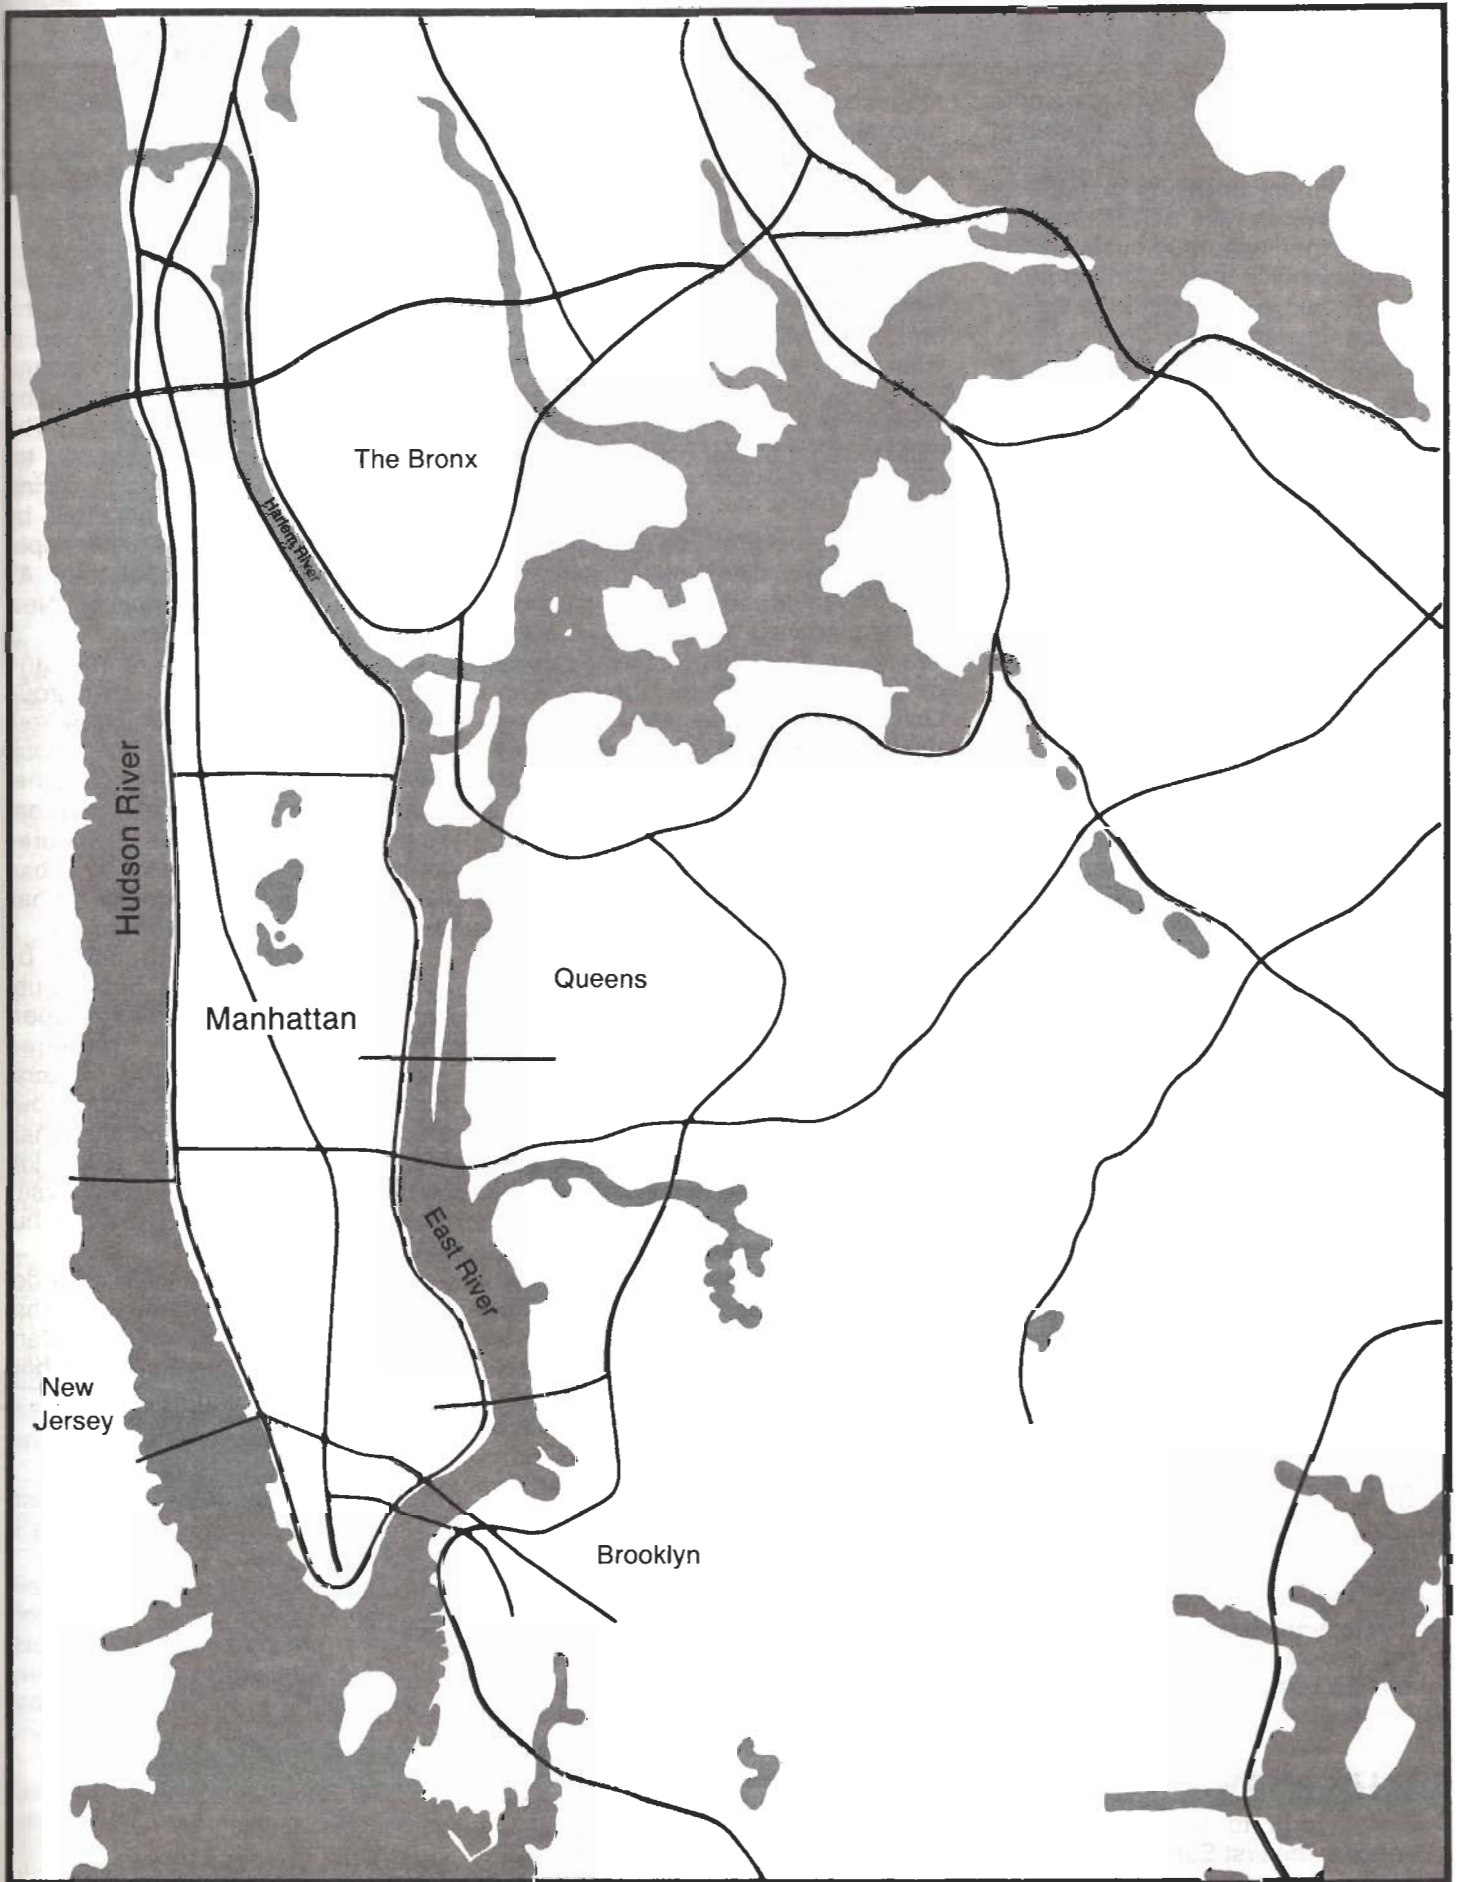 The Bronx
Harlem River
Hudson River
Queens
Manhattan
East River
New
Jersey
Brooklyn